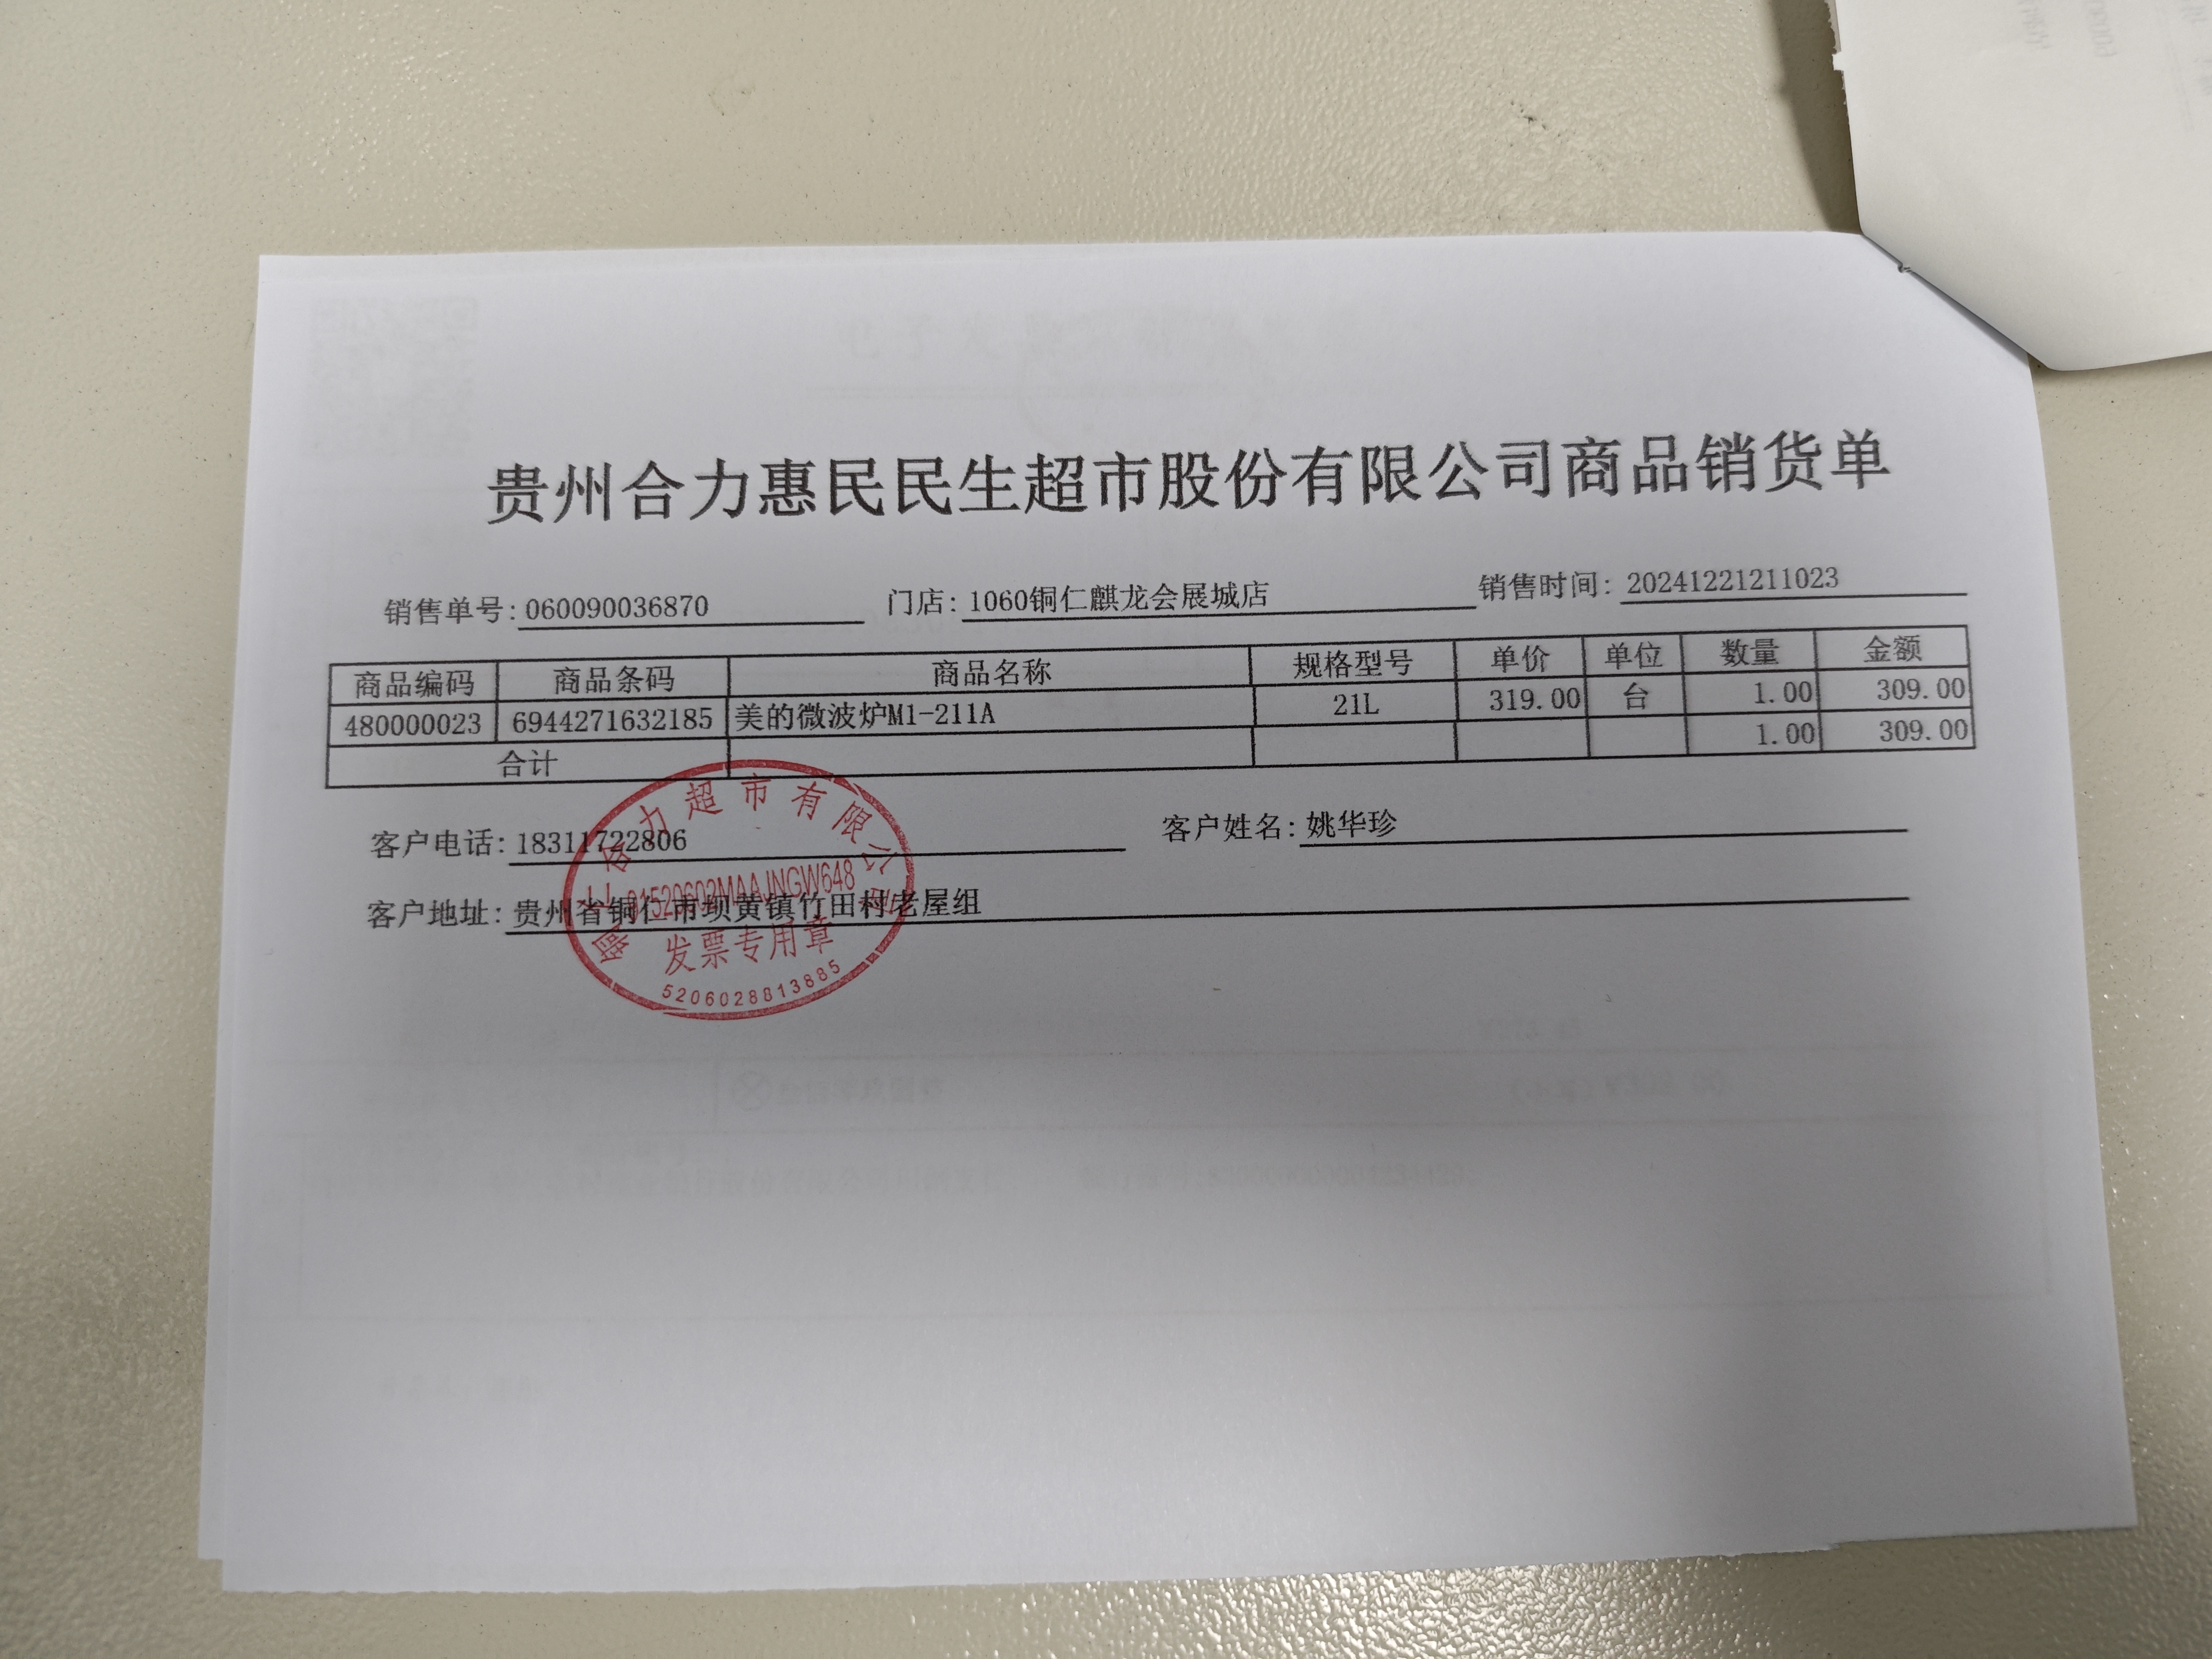 贵州合力惠民民生超市股份有限公司商品销货单
销售单号:060090036870 门店:1060铜仁麒龙会展城店 销售时间:20241221211023
商品编码 商品条码 商品名称 规格型号 单价 单位 数量 金额
480000023 6944271632185 美的微波炉M1-211A 21L 319.00 台 1.00 309.00
合计 1.00 309.00
客户电话:18311722806 客户姓名:姚华珍
客户地址:贵州省铜仁市坝黄镇竹田村老屋组
合力超市有限公司
91520602MAAJNGW648
发票专用章
5206028813885